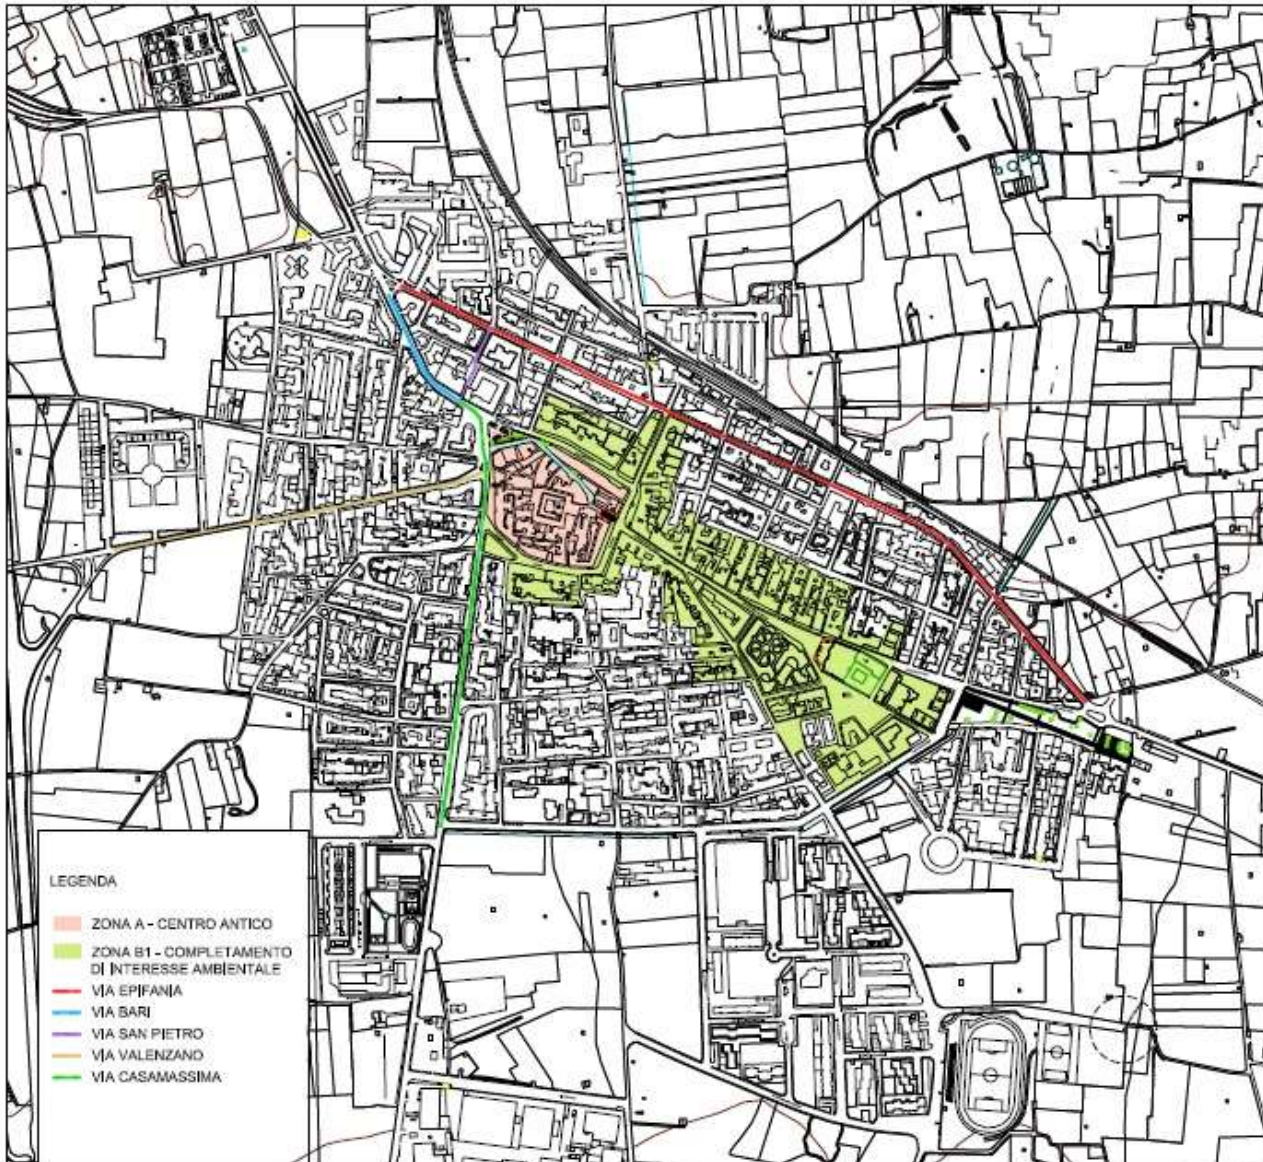 LEGENDA
ZONA A - CENTRO ANTICO
ZONA B1 - COMPLETAMENTO
DI INTERESSE AMBIENTALE
VIA EPIFANIA
VIA BARI
VIA SAN PIETRO
VIA VALENZANO
VIA CASAMASSIMA